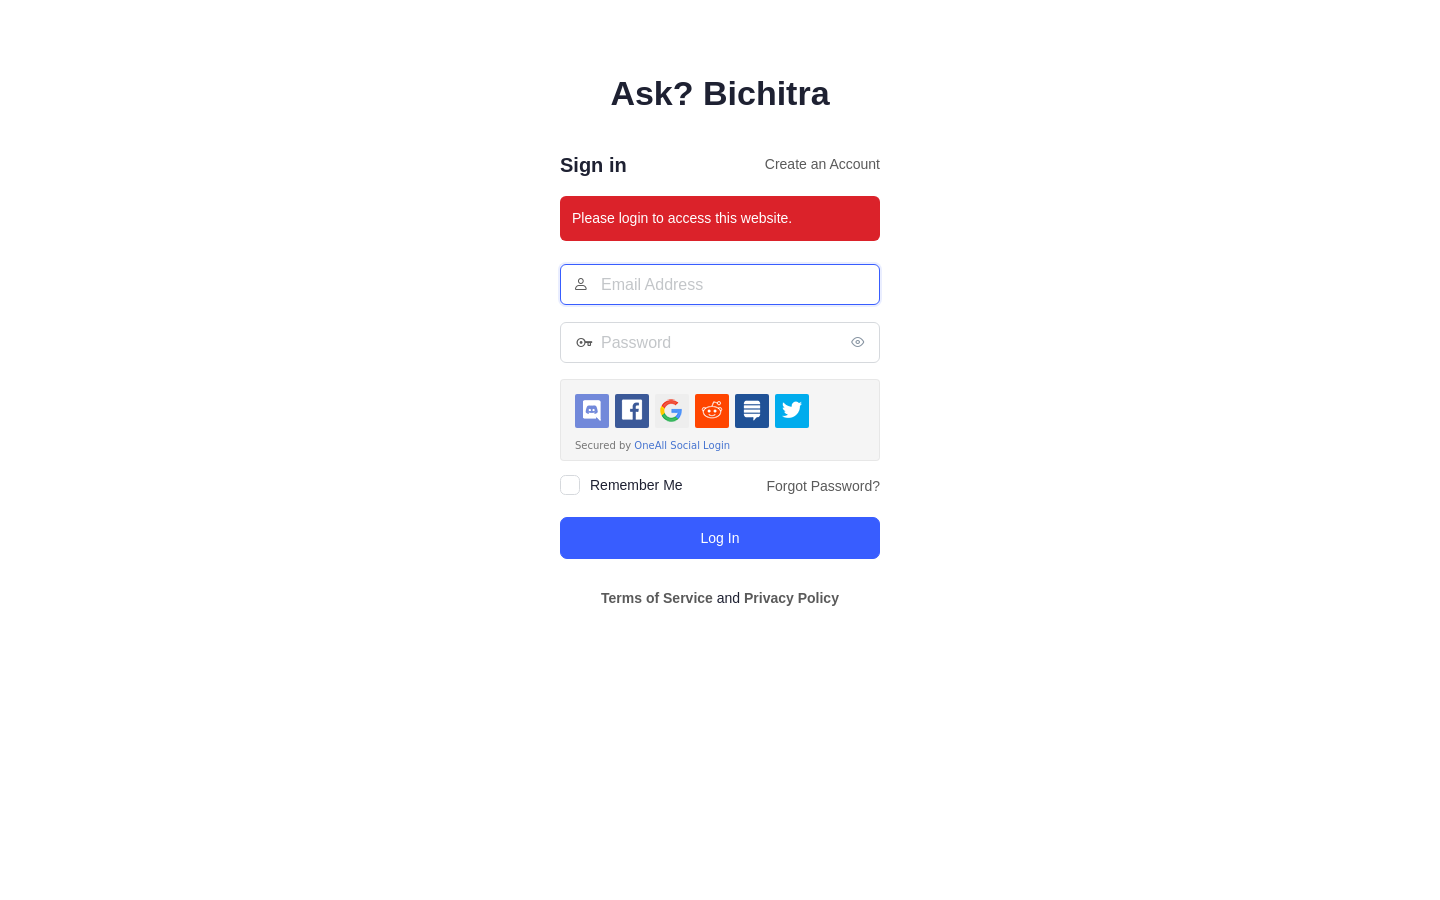 Ask? Bichitra
Sign in
Create an Account
Please login to access this website.
Email Address
Password
Secured by OneAll Social Login
Remember Me
Forgot Password?
Log In
Terms of Service and Privacy Policy